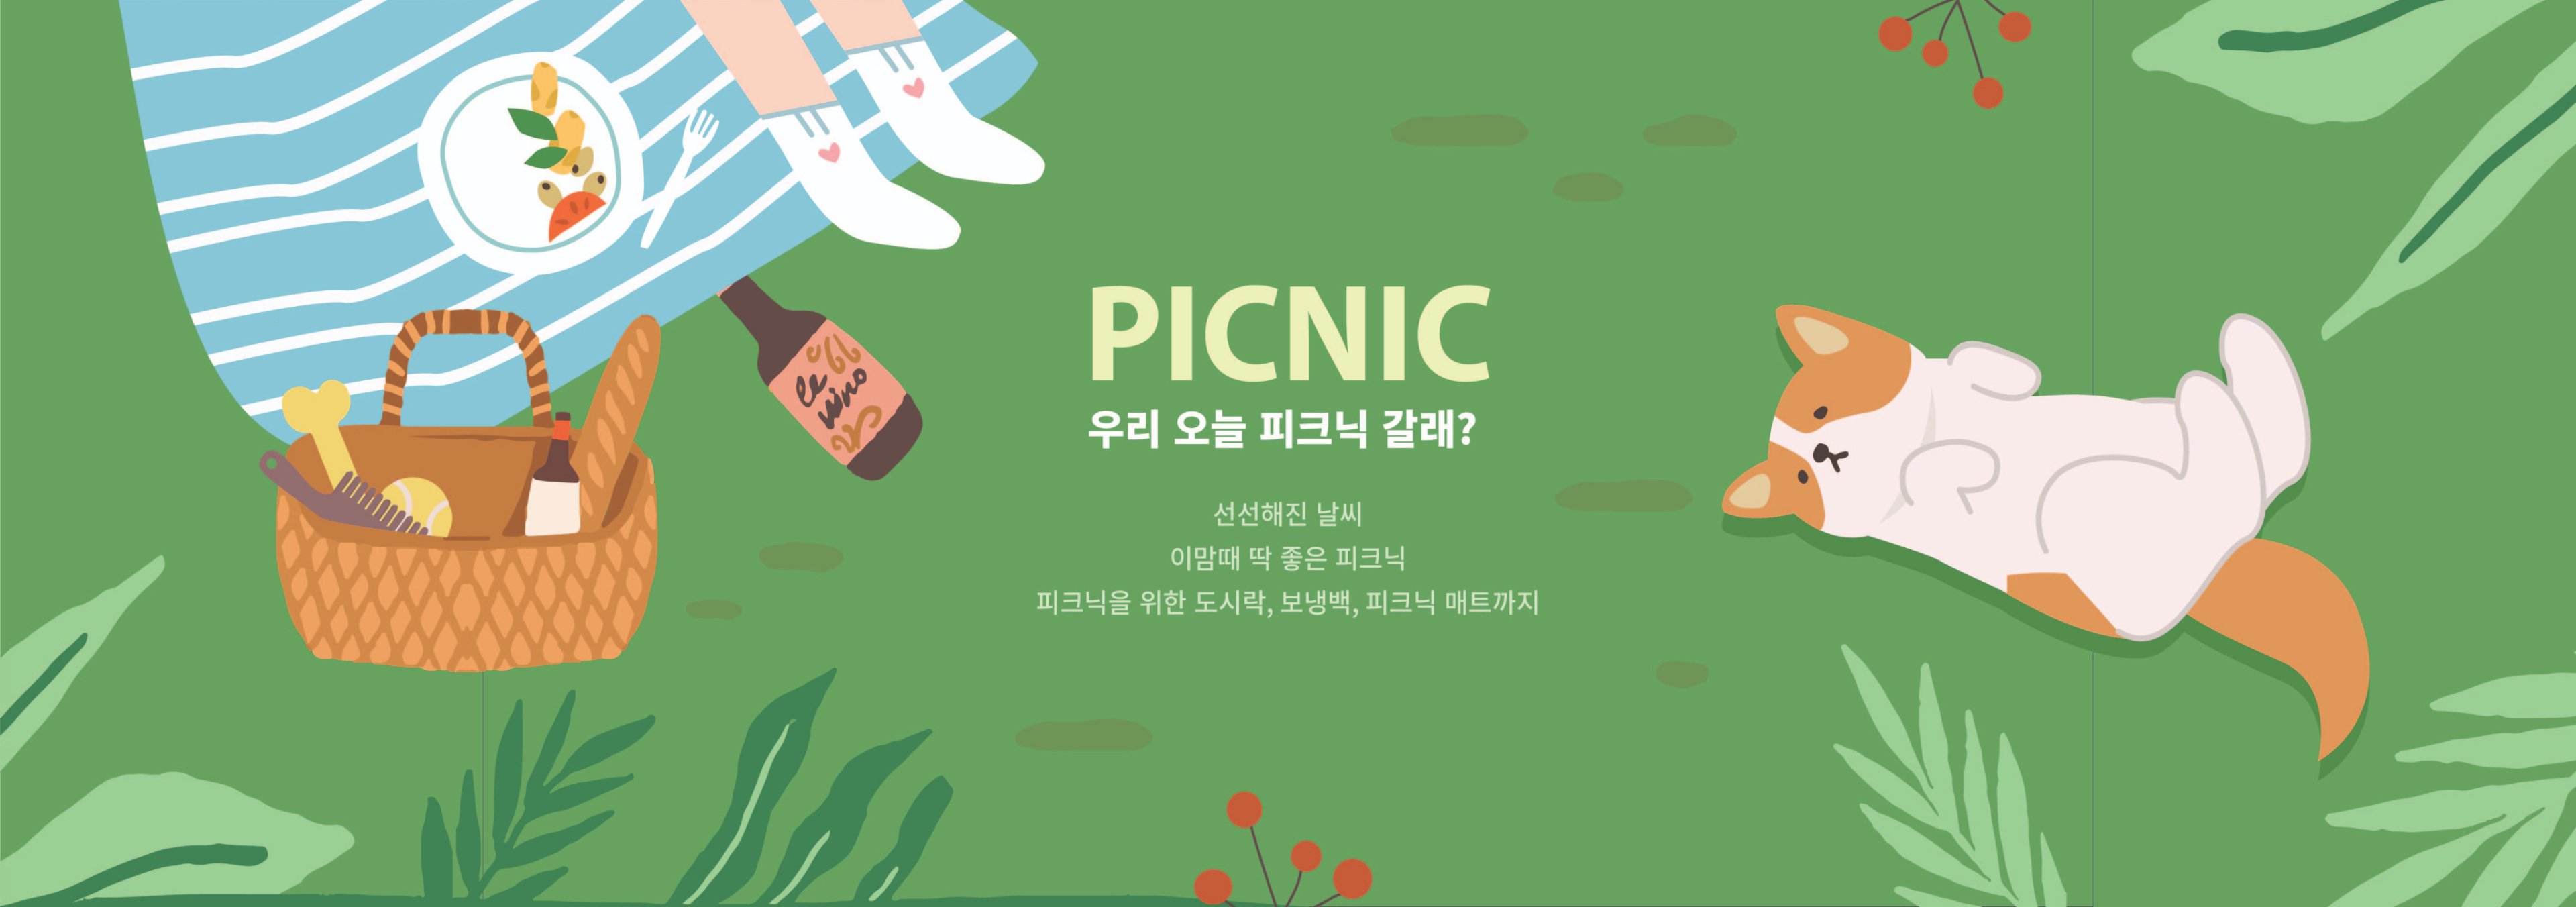 le vino
PICNIC
우리 오늘 피크닉 갈래?
선선해진 날씨
이맘때 딱 좋은 피크닉
피크닉을 위한 도시락, 보냉백, 피크닉 매트까지